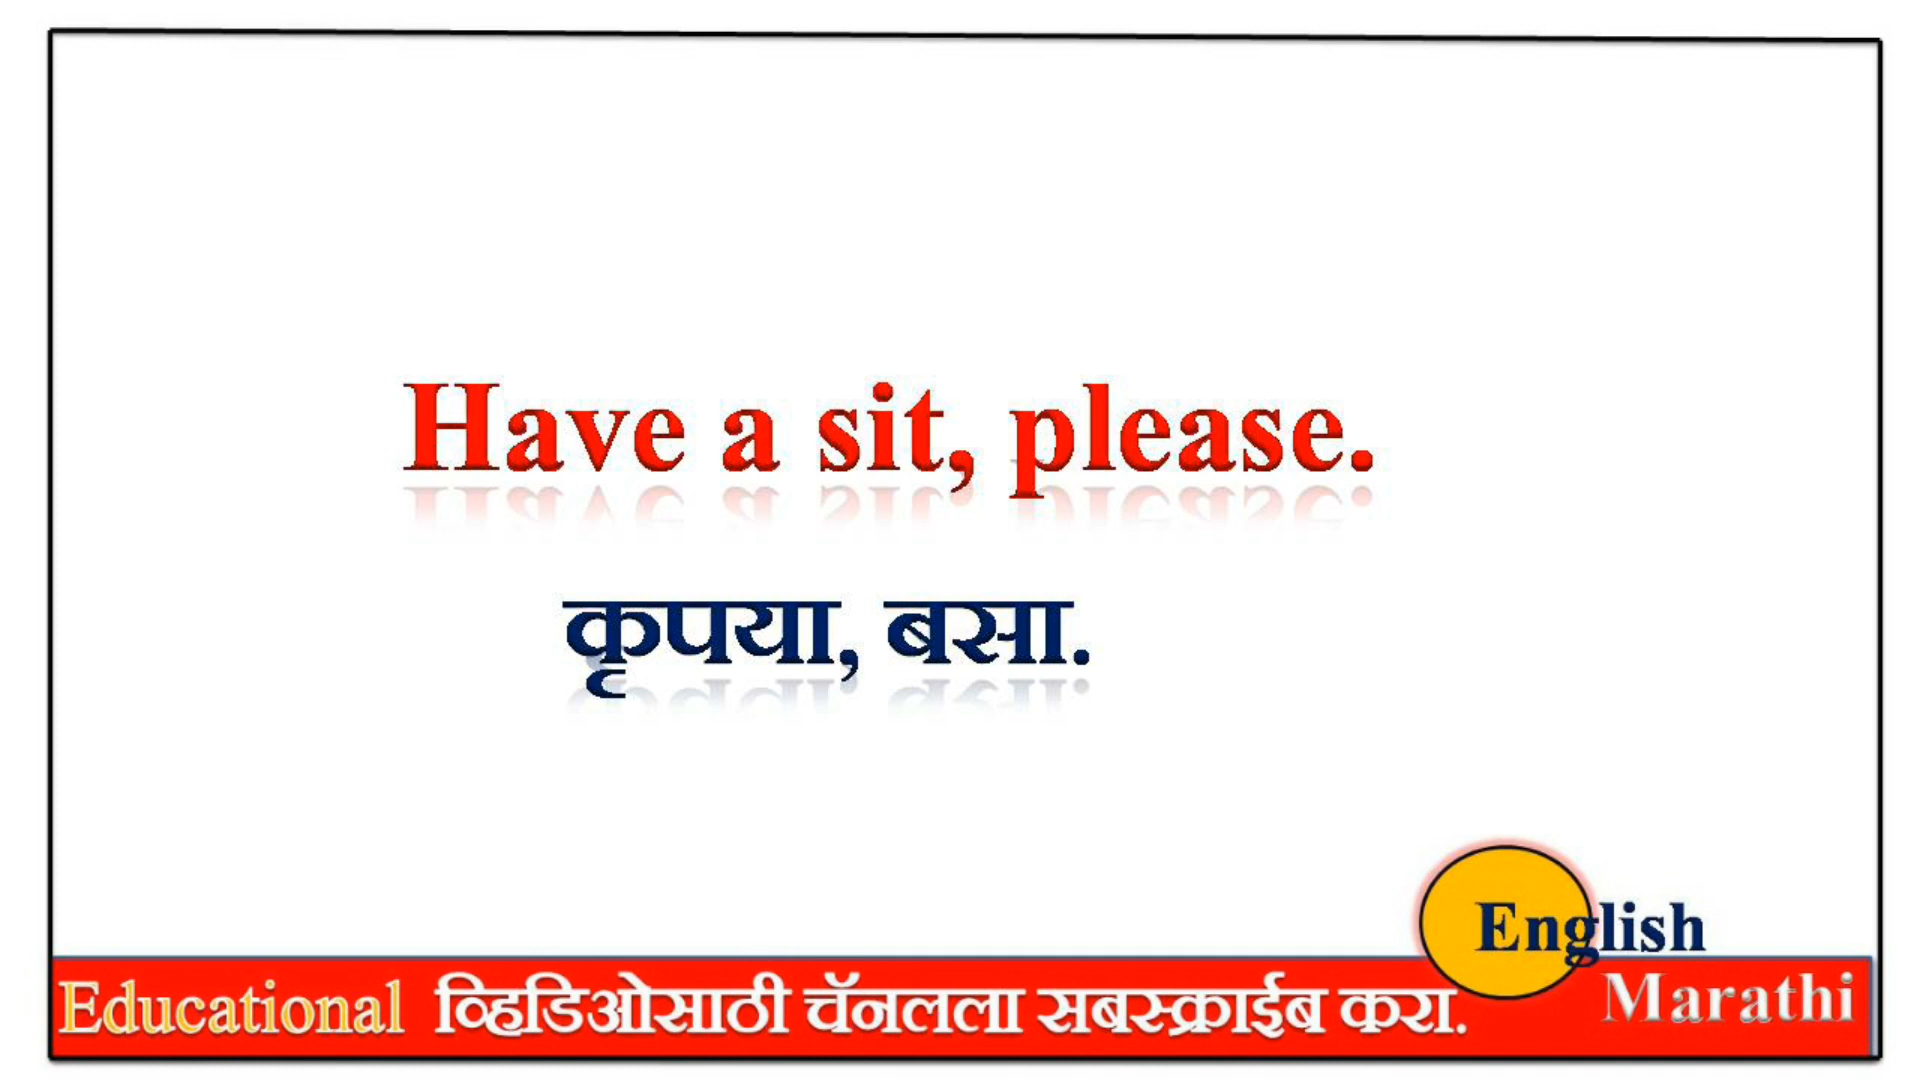 Have a sit, please.
कृपया, बसा.
English
Educational व्हिडिओसाठी चॅनलला सबस्क्राईब करा.
Marathi